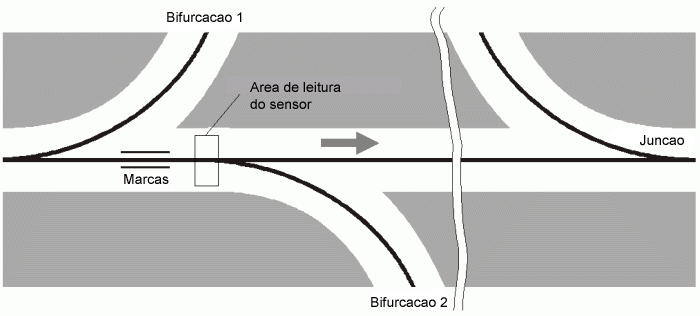 Bifurcacao 1
Area de leitura
do sensor
Juncao
Marcas
Bifurcacao 2